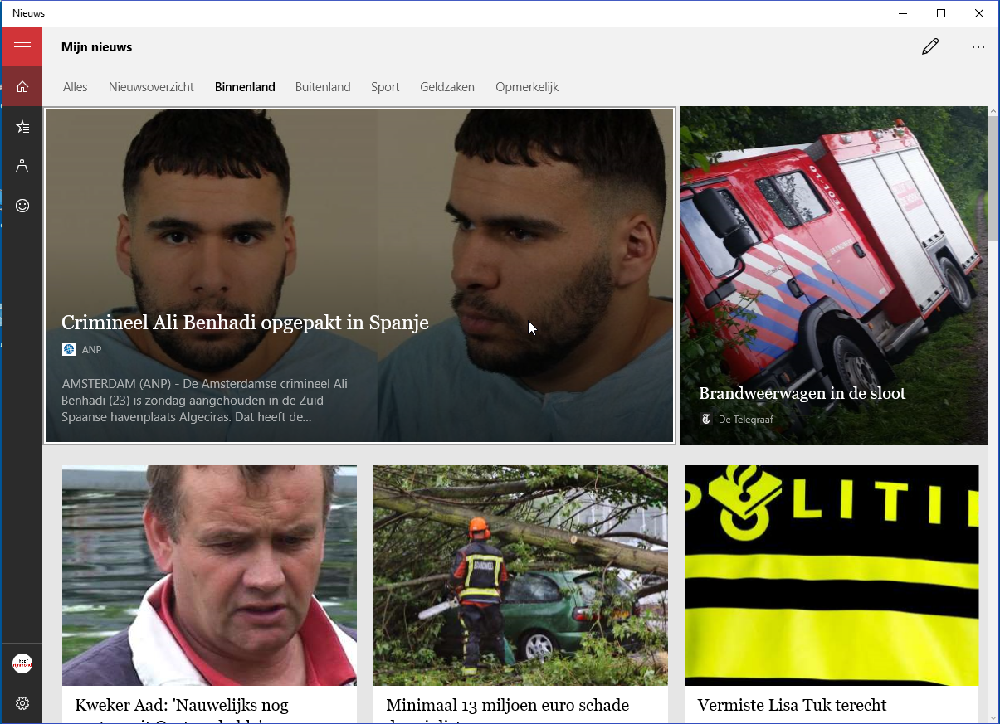 Nieuws
Mijn nieuws
Alles Nieuwsoverzicht Binnenland Buitenland Sport Geldzaken Opmerkelijk
Crimineel Ali Benhadi opgepakt in Spanje
ANP
AMSTERDAM (ANP) - De Amsterdamse crimineel Ali
Benhadi (23) is zondag aangehouden in de Zuid-
Spaanse havenplaats Algeciras. Dat heeft de...
Brandweerwagen in de sloot
De Telegraaf
BRANDWEER
POLITIE
Kweker Aad: 'Nauwelijks nog
Minimaal 13 miljoen euro schade
Vermiste Lisa Tuk terecht